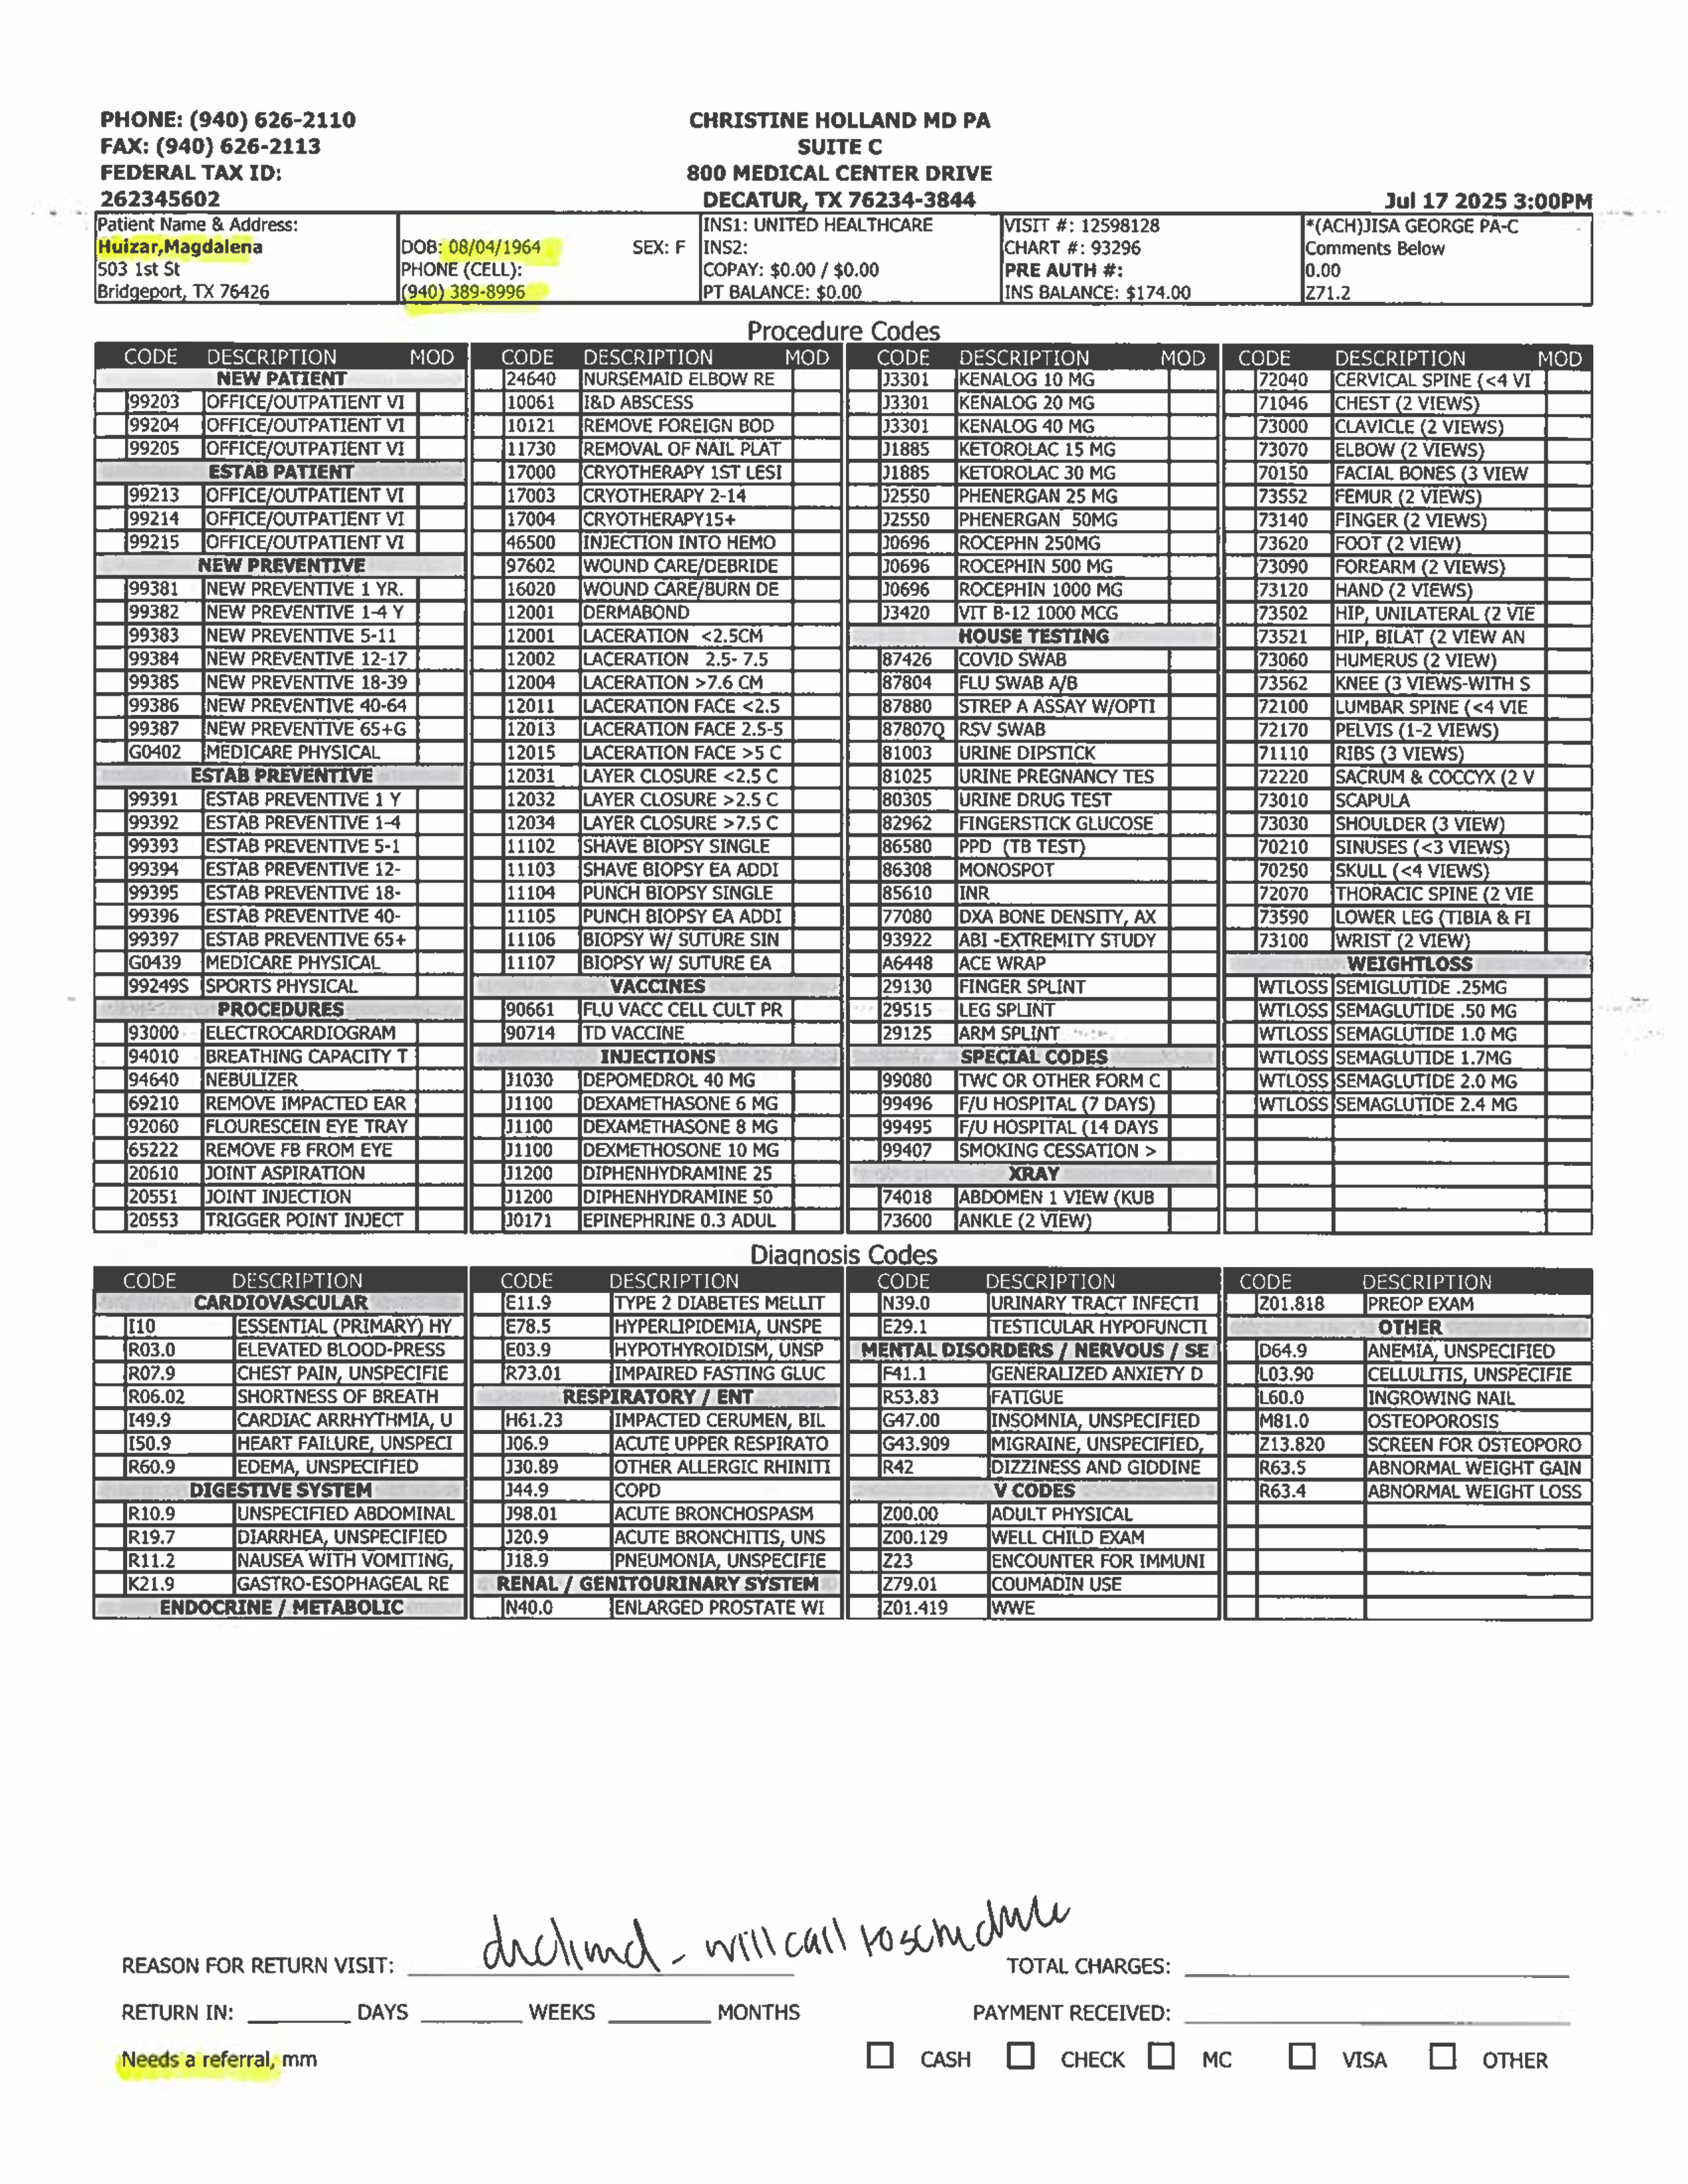 PHONE: (940) 626-2110
FAX: (940) 626-2113
FEDERAL TAX ID:
262345602
CHRISTINE HOLLAND MD PA
SUITE C
800 MEDICAL CENTER DRIVE
DECATUR, TX 76234-3844
Jul 17 2025 3:00PM
Patient Name & Address:
Huizar,Magdalena
503 1st St
Bridgeport, TX 76426
DOB: 08/04/1964 SEX: F
PHONE (CELL):
(940) 389-8996
INS1: UNITED HEALTHCARE
INS2:
COPAY: $0.00 / $0.00
PT BALANCE: $0.00
VISIT #: 12598128
CHART #: 93296
PRE AUTH #:
INS BALANCE: $174.00
*(ACH)JISA GEORGE PA-C
Comments Below
0.00
Z71.2
Procedure Codes
CODE DESCRIPTION MOD
NEW PATIENT
99203 OFFICE/OUTPATIENT VI
99204 OFFICE/OUTPATIENT VI
99205 OFFICE/OUTPATIENT VI
ESTAB PATIENT
99213 OFFICE/OUTPATIENT VI
99214 OFFICE/OUTPATIENT VI
99215 OFFICE/OUTPATIENT VI
NEW PREVENTIVE
99381 NEW PREVENTIVE 1 YR.
99382 NEW PREVENTIVE 1-4 Y
99383 NEW PREVENTIVE 5-11
99384 NEW PREVENTIVE 12-17
99385 NEW PREVENTIVE 18-39
99386 NEW PREVENTIVE 40-64
99387 NEW PREVENTIVE 65+G
G0402 MEDICARE PHYSICAL
ESTAB PREVENTIVE
99391 ESTAB PREVENTIVE 1 Y
99392 ESTAB PREVENTIVE 1-4
99393 ESTAB PREVENTIVE 5-1
99394 ESTAB PREVENTIVE 12-
99395 ESTAB PREVENTIVE 18-
99396 ESTAB PREVENTIVE 40-
99397 ESTAB PREVENTIVE 65+
G0439 MEDICARE PHYSICAL
99249S SPORTS PHYSICAL
PROCEDURES
93000 ELECTROCARDIOGRAM
94010 BREATHING CAPACITY T
94640 NEBULIZER
69210 REMOVE IMPACTED EAR
92060 FLOURESCEIN EYE TRAY
65222 REMOVE FB FROM EYE
20610 JOINT ASPIRATION
20551 JOINT INJECTION
20553 TRIGGER POINT INJECT
CODE DESCRIPTION MOD
24640 NURSEMAID ELBOW RE
10061 I&D ABSCESS
10121 REMOVE FOREIGN BOD
11730 REMOVAL OF NAIL PLAT
17000 CRYOTHERAPY 1ST LESI
17003 CRYOTHERAPY 2-14
17004 CRYOTHERAPY15+
46500 INJECTION INTO HEMO
97602 WOUND CARE/DEBRIDE
16020 WOUND CARE/BURN DE
12001 DERMABOND
12001 LACERATION <2.5CM
12002 LACERATION 2.5- 7.5
12004 LACERATION >7.6 CM
12011 LACERATION FACE <2.5
12013 LACERATION FACE 2.5-5
12015 LACERATION FACE >5 C
12031 LAYER CLOSURE <2.5 C
12032 LAYER CLOSURE >2.5 C
12034 LAYER CLOSURE >7.5 C
11102 SHAVE BIOPSY SINGLE
11103 SHAVE BIOPSY EA ADDI
11104 PUNCH BIOPSY SINGLE
11105 PUNCH BIOPSY EA ADDI
11106 BIOPSY W/ SUTURE SIN
11107 BIOPSY W/ SUTURE EA
VACCINES
90661 FLU VACC CELL CULT PR
90714 TD VACCINE
INJECTIONS
J1030 DEPOMEDROL 40 MG
J1100 DEXAMETHASONE 6 MG
J1100 DEXAMETHASONE 8 MG
J1100 DEXMETHOSONE 10 MG
J1200 DIPHENHYDRAMINE 25
J1200 DIPHENHYDRAMINE 50
J0171 EPINEPHRINE 0.3 ADUL
CODE DESCRIPTION MOD
J3301 KENALOG 10 MG
J3301 KENALOG 20 MG
J3301 KENALOG 40 MG
J1885 KETOROLAC 15 MG
J1885 KETOROLAC 30 MG
J2550 PHENERGAN 25 MG
J2550 PHENERGAN 50MG
J0696 ROCEPHN 250MG
J0696 ROCEPHIN 500 MG
J0696 ROCEPHIN 1000 MG
J3420 VIT B-12 1000 MCG
HOUSE TESTING
87426 COVID SWAB
87804 FLU SWAB A/B
87880 STREP A ASSAY W/OPTI
87807Q RSV SWAB
81003 URINE DIPSTICK
81025 URINE PREGNANCY TES
80305 URINE DRUG TEST
82962 FINGERSTICK GLUCOSE
86580 PPD (TB TEST)
86308 MONOSPOT
85610 INR
77080 DXA BONE DENSITY, AX
93922 ABI -EXTREMITY STUDY
A6448 ACE WRAP
29130 FINGER SPLINT
29515 LEG SPLINT
29125 ARM SPLINT
SPECIAL CODES
99080 TWC OR OTHER FORM C
99496 F/U HOSPITAL (7 DAYS)
99495 F/U HOSPITAL (14 DAYS
99407 SMOKING CESSATION >
XRAY
74018 ABDOMEN 1 VIEW (KUB
73600 ANKLE (2 VIEW)
CODE DESCRIPTION MOD
72040 CERVICAL SPINE (<4 VI
71046 CHEST (2 VIEWS)
73000 CLAVICLE (2 VIEWS)
73070 ELBOW (2 VIEWS)
70150 FACIAL BONES (3 VIEW
73552 FEMUR (2 VIEWS)
73140 FINGER (2 VIEWS)
73620 FOOT (2 VIEW)
73090 FOREARM (2 VIEWS)
73120 HAND (2 VIEWS)
73502 HIP, UNILATERAL (2 VIE
73521 HIP, BILAT (2 VIEW AN
73060 HUMERUS (2 VIEW)
73562 KNEE (3 VIEWS-WITH S
72100 LUMBAR SPINE (<4 VIE
72170 PELVIS (1-2 VIEWS)
71110 RIBS (3 VIEWS)
72220 SACRUM & COCCYX (2 V
73010 SCAPULA
73030 SHOULDER (3 VIEW)
70210 SINUSES (<3 VIEWS)
70250 SKULL (<4 VIEWS)
72070 THORACIC SPINE (2 VIE
73590 LOWER LEG (TIBIA & FI
73100 WRIST (2 VIEW)
WEIGHTLOSS
WTLOSS SEMIGLUTIDE .25MG
WTLOSS SEMAGLUTIDE .50 MG
WTLOSS SEMAGLUTIDE 1.0 MG
WTLOSS SEMAGLUTIDE 1.7MG
WTLOSS SEMAGLUTIDE 2.0 MG
WTLOSS SEMAGLUTIDE 2.4 MG
Diagnosis Codes
CODE DESCRIPTION
CARDIOVASCULAR
I10 ESSENTIAL (PRIMARY) HY
R03.0 ELEVATED BLOOD-PRESS
R07.9 CHEST PAIN, UNSPECIFIE
R06.02 SHORTNESS OF BREATH
I49.9 CARDIAC ARRHYTHMIA, U
I50.9 HEART FAILURE, UNSPECI
R60.9 EDEMA, UNSPECIFIED
DIGESTIVE SYSTEM
R10.9 UNSPECIFIED ABDOMINAL
R19.7 DIARRHEA, UNSPECIFIED
R11.2 NAUSEA WITH VOMITING,
K21.9 GASTRO-ESOPHAGEAL RE
ENDOCRINE / METABOLIC
CODE DESCRIPTION
E11.9 TYPE 2 DIABETES MELLIT
E78.5 HYPERLIPIDEMIA, UNSPE
E03.9 HYPOTHYROIDISM, UNSP
R73.01 IMPAIRED FASTING GLUC
RESPIRATORY / ENT
H61.23 IMPACTED CERUMEN, BIL
J06.9 ACUTE UPPER RESPIRATO
J30.89 OTHER ALLERGIC RHINITI
J44.9 COPD
J98.01 ACUTE BRONCHOSPASM
J20.9 ACUTE BRONCHITIS, UNS
J18.9 PNEUMONIA, UNSPECIFIE
RENAL / GENITOURINARY SYSTEM
N40.0 ENLARGED PROSTATE WI
CODE DESCRIPTION
N39.0 URINARY TRACT INFECTI
E29.1 TESTICULAR HYPOFUNCTI
MENTAL DISORDERS / NERVOUS / SE
F41.1 GENERALIZED ANXIETY D
R53.83 FATIGUE
G47.00 INSOMNIA, UNSPECIFIED
G43.909 MIGRAINE, UNSPECIFIED,
R42 DIZZINESS AND GIDDINE
V CODES
Z00.00 ADULT PHYSICAL
Z00.129 WELL CHILD EXAM
Z23 ENCOUNTER FOR IMMUNI
Z79.01 COUMADIN USE
Z01.419 WWE
CODE DESCRIPTION
Z01.818 PREOP EXAM
OTHER
D64.9 ANEMIA, UNSPECIFIED
L03.90 CELLULITIS, UNSPECIFIE
L60.0 INGROWING NAIL
M81.0 OSTEOPOROSIS
Z13.820 SCREEN FOR OSTEOPORO
R63.5 ABNORMAL WEIGHT GAIN
R63.4 ABNORMAL WEIGHT LOSS
REASON FOR RETURN VISIT: declined - will call to schedule TOTAL CHARGES:
RETURN IN: DAYS WEEKS MONTHS PAYMENT RECEIVED:
Needs a referral, mm CASH CHECK MC VISA OTHER